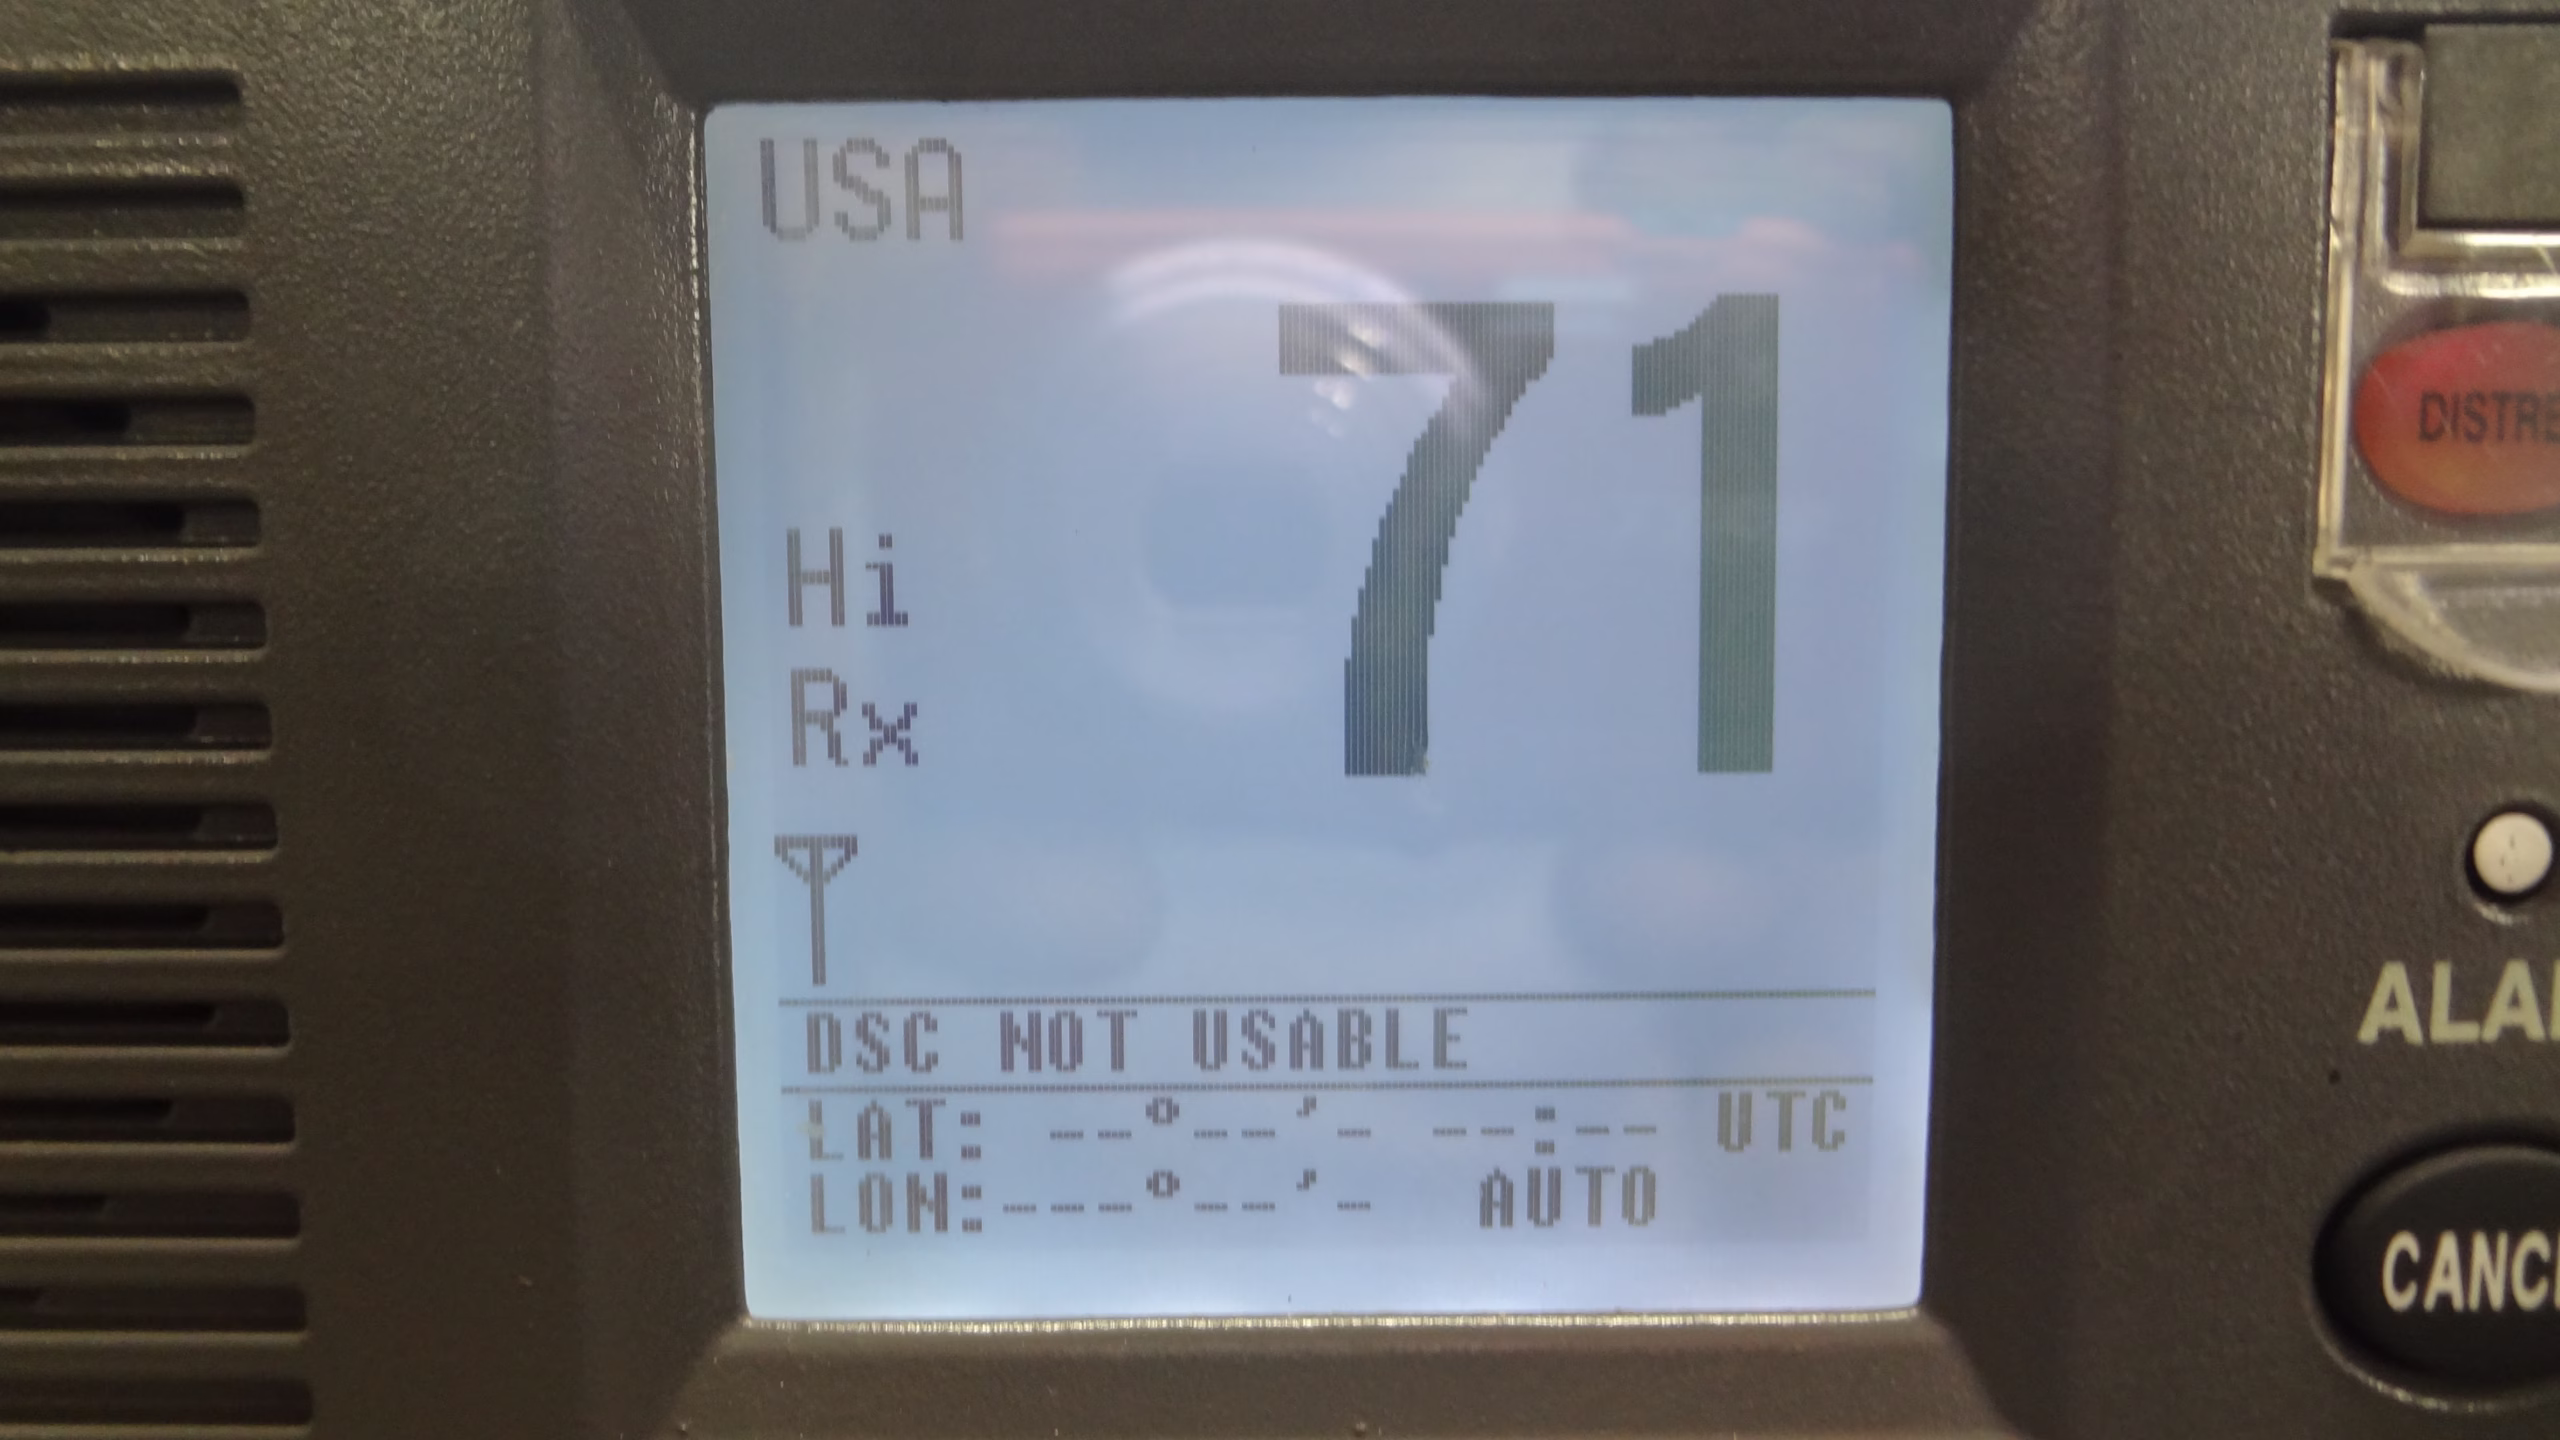 USA
71
Hi
Rx
DSC NOT USABLE
LAT: --°--'- --:-- UTC
LON:---°--'- AUTO
DISTRE
ALA
CANC